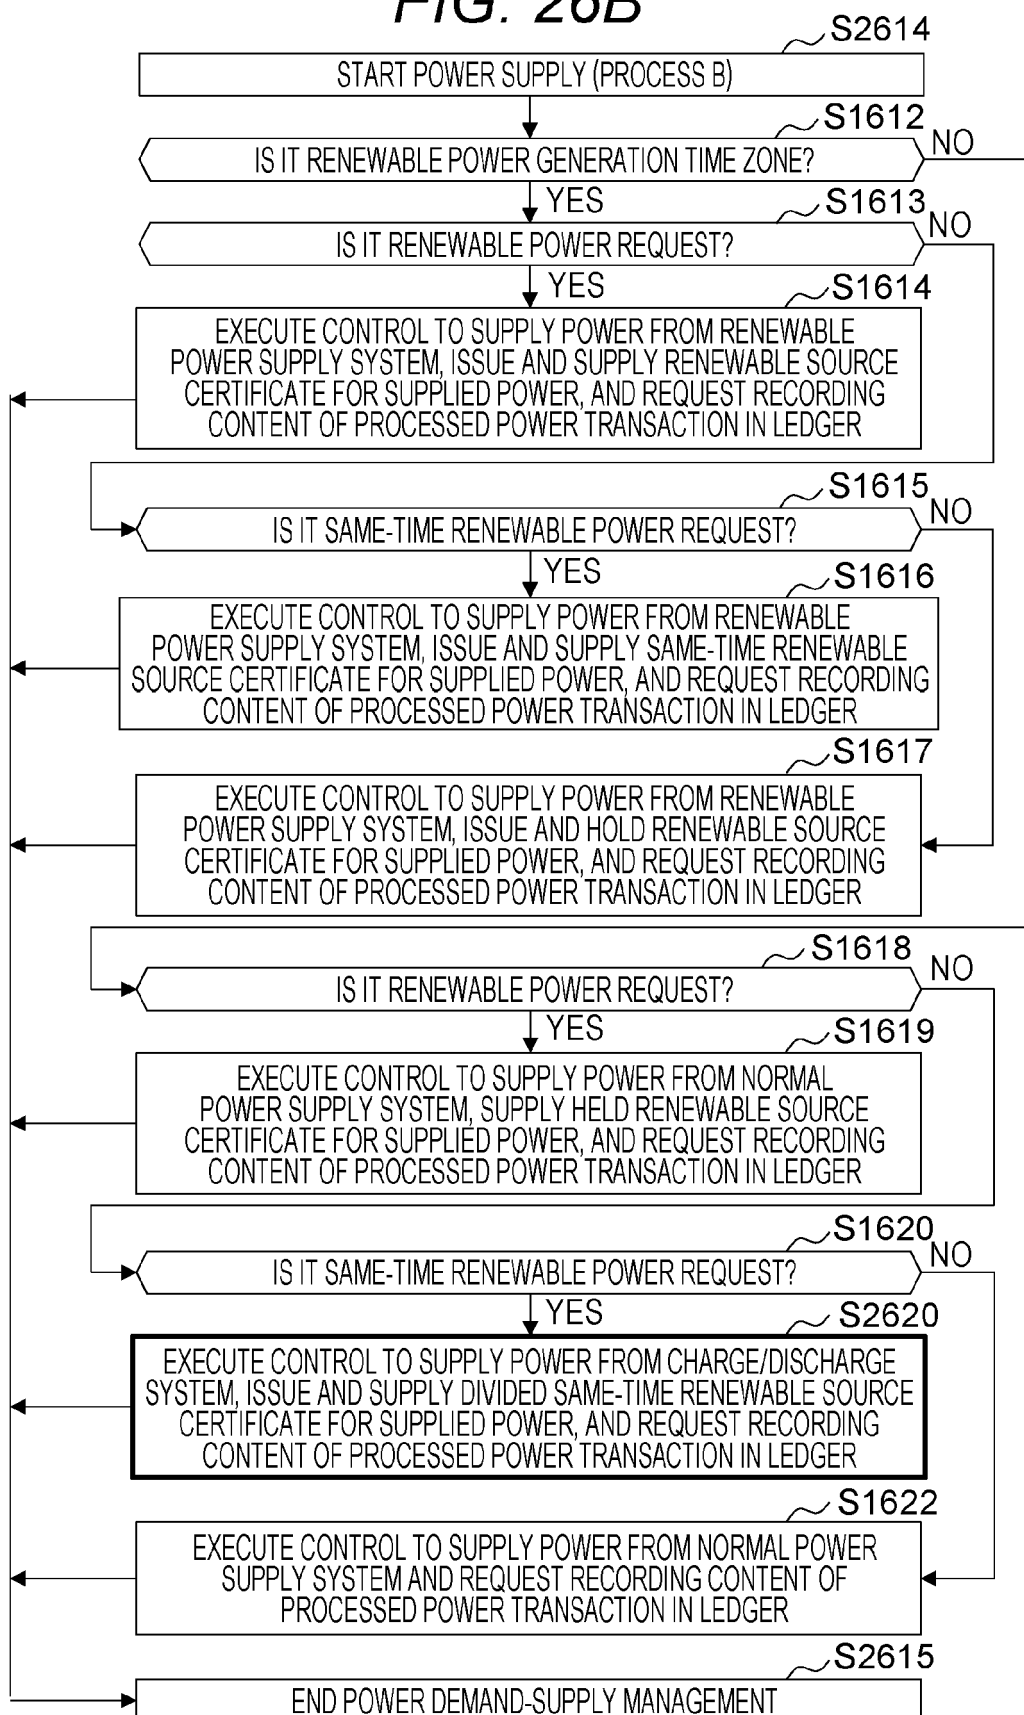 FIG. 26B
S2614
START POWER SUPPLY (PROCESS B)
S1612
IS IT RENEWABLE POWER GENERATION TIME ZONE?
NO
YES
S1613
IS IT RENEWABLE POWER REQUEST?
NO
YES
S1614
EXECUTE CONTROL TO SUPPLY POWER FROM RENEWABLE
POWER SUPPLY SYSTEM, ISSUE AND SUPPLY RENEWABLE SOURCE
CERTIFICATE FOR SUPPLIED POWER, AND REQUEST RECORDING
CONTENT OF PROCESSED POWER TRANSACTION IN LEDGER
S1615
IS IT SAME-TIME RENEWABLE POWER REQUEST?
NO
YES
S1616
EXECUTE CONTROL TO SUPPLY POWER FROM RENEWABLE
POWER SUPPLY SYSTEM, ISSUE AND SUPPLY SAME-TIME RENEWABLE
SOURCE CERTIFICATE FOR SUPPLIED POWER, AND REQUEST RECORDING
CONTENT OF PROCESSED POWER TRANSACTION IN LEDGER
S1617
EXECUTE CONTROL TO SUPPLY POWER FROM RENEWABLE
POWER SUPPLY SYSTEM, ISSUE AND HOLD RENEWABLE SOURCE
CERTIFICATE FOR SUPPLIED POWER, AND REQUEST RECORDING
CONTENT OF PROCESSED POWER TRANSACTION IN LEDGER
S1618
IS IT RENEWABLE POWER REQUEST?
NO
YES
S1619
EXECUTE CONTROL TO SUPPLY POWER FROM NORMAL
POWER SUPPLY SYSTEM, SUPPLY HELD RENEWABLE SOURCE
CERTIFICATE FOR SUPPLIED POWER, AND REQUEST RECORDING
CONTENT OF PROCESSED POWER TRANSACTION IN LEDGER
S1620
IS IT SAME-TIME RENEWABLE POWER REQUEST?
NO
YES
S2620
EXECUTE CONTROL TO SUPPLY POWER FROM CHARGE/DISCHARGE
SYSTEM, ISSUE AND SUPPLY DIVIDED SAME-TIME RENEWABLE SOURCE
CERTIFICATE FOR SUPPLIED POWER, AND REQUEST RECORDING
CONTENT OF PROCESSED POWER TRANSACTION IN LEDGER
S1622
EXECUTE CONTROL TO SUPPLY POWER FROM NORMAL POWER
SUPPLY SYSTEM AND REQUEST RECORDING CONTENT OF
PROCESSED POWER TRANSACTION IN LEDGER
S2615
END POWER DEMAND-SUPPLY MANAGEMENT